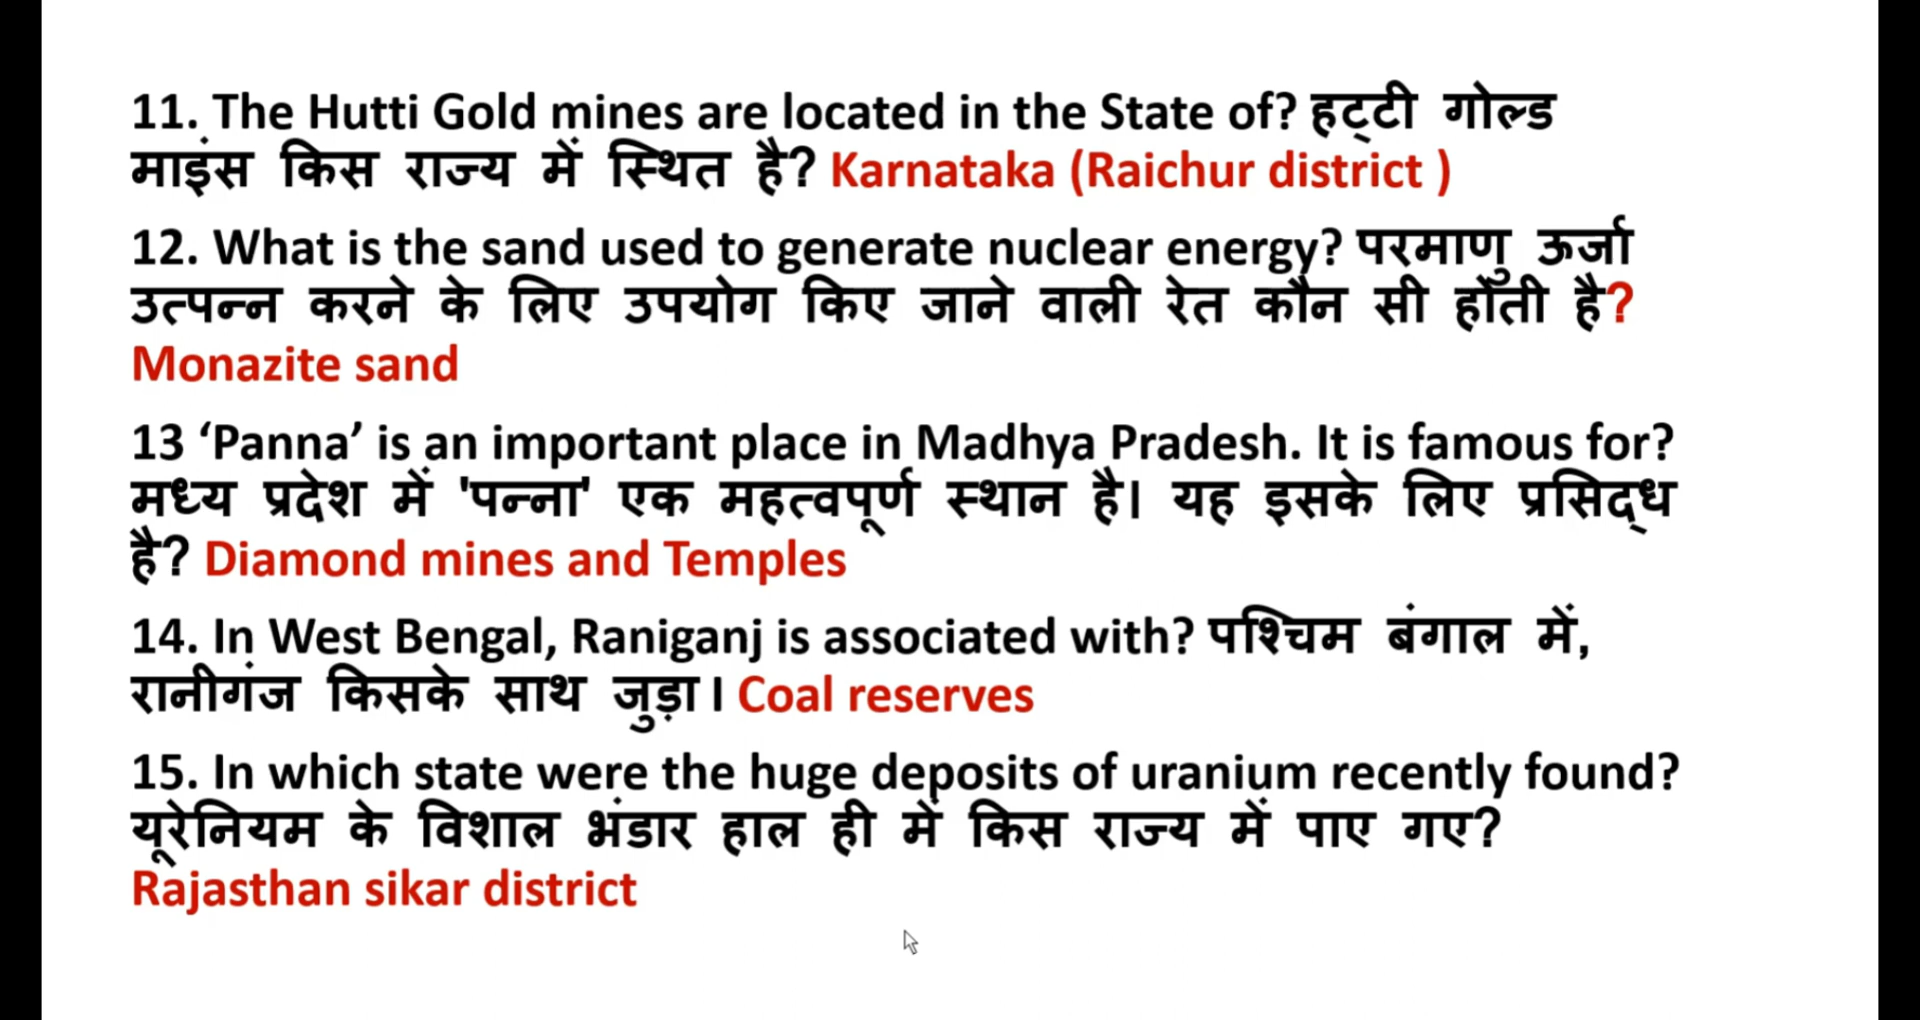 11. The Hutti Gold mines are located in the State of? हट्टी गोल्ड
माइंस किस राज्य में स्थित है? Karnataka (Raichur district )
12. What is the sand used to generate nuclear energy? परमाणु ऊर्जा
उत्पन्न करने के लिए उपयोग किए जाने वाली रेत कौन सी होती है?
Monazite sand
13 ‘Panna’ is an important place in Madhya Pradesh. It is famous for?
मध्य प्रदेश में 'पन्ना' एक महत्वपूर्ण स्थान है। यह इसके लिए प्रसिद्ध
है? Diamond mines and Temples
14. In West Bengal, Raniganj is associated with? पश्चिम बंगाल में,
रानीगंज किसके साथ जुड़ा। Coal reserves
15. In which state were the huge deposits of uranium recently found?
यूरेनियम के विशाल भंडार हाल ही में किस राज्य में पाए गए?
Rajasthan sikar district